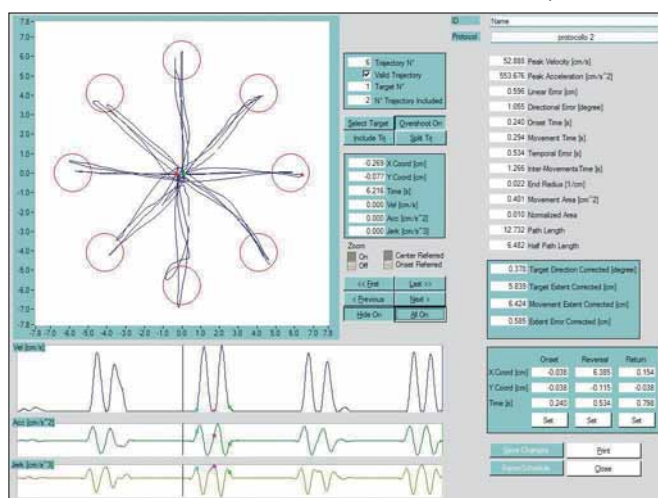 ID Name
Protocol protocollo 2
7.8-
7.0-
6.0-
5.0-
4.0-
3.0-
2.0-
1.0-
0.0-
-1.0-
-2.0-
-3.0-
-4.0-
-5.0-
-6.0-
-7.0-
-7.8-
-7.8 -7.0 -6.0 -5.0 -4.0 -3.0 -2.0 -1.0 0.0 1.0 2.0 3.0 4.0 5.0 6.0 7.0 7.8
6 Trajectory N°
Valid Trajectory
1 Target N°
2 N° Trajectory Included
Select Target Overshoot On
Include Trj Split Trj
-0.269 X Coord [cm]
-0.077 Y Coord [cm]
6.216 Time [s]
0.000 Vel [cm/s]
0.000 Acc [cm/s^2]
0.000 Jerk [cm/s^3]
Zoom
On Center Referred
Off Onset Referred
<< First Last >>
< Previous Next >
Hide On All On
52.888 Peak Velocity [cm/s]
553.676 Peak Acceleration [cm/s^2]
0.596 Linear Error [cm]
1.055 Directional Error [degree]
0.240 Onset Time [s]
0.294 Movement Time [s]
0.534 Temporal Error [s]
1.266 Inter-MovementsTime [s]
0.022 End Radius [1/cm]
0.401 Movement Area [cm^2]
0.010 Normalized Area
12.732 Path Length
6.482 Half Path Length
0.378 Target Direction Corrected [degree]
5.839 Target Extent Corrected [cm]
6.424 Movement Extent Corrected [cm]
0.585 Extent Error Corrected [cm]
Onset Reversal Return
X Coord [cm] -0.038 6.385 0.154
Y Coord [cm] -0.038 -0.115 -0.038
Time [s] 0.240 0.534 0.798
Set Set Set
Save Changes Print
Close
Vel [cm/s]
Acc [cm/s^2]
Jerk [cm/s^3]